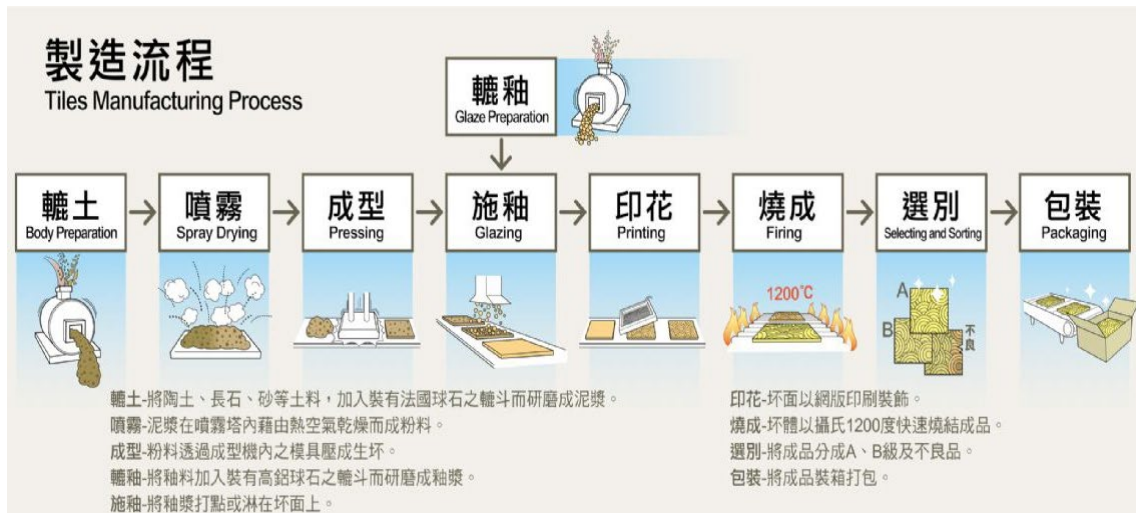 製造流程
Tiles Manufacturing Process
轆釉
Glaze Preparation
轆土
Body Preparation
噴霧
Spray Drying
成型
Pressing
施釉
Glazing
印花
Printing
燒成
Firing
選別
Selecting and Sorting
包裝
Packaging
1200℃
A
B
不良
轆土-將陶土、長石、砂等土料，加入裝有法國球石之轆斗而研磨成泥漿。
噴霧-泥漿在噴霧塔內藉由熱空氣乾燥而成粉料。
成型-粉料透過成型機內之模具壓成生坏。
轆釉-將釉料加入裝有高鋁球石之轆斗而研磨成釉漿。
施釉-將釉漿打點或淋在坏面上。
印花-坏面以網版印刷裝飾。
燒成-坏體以攝氏1200度快速燒結成品。
選別-將成品分成A、B級及不良品。
包裝-將成品裝箱打包。